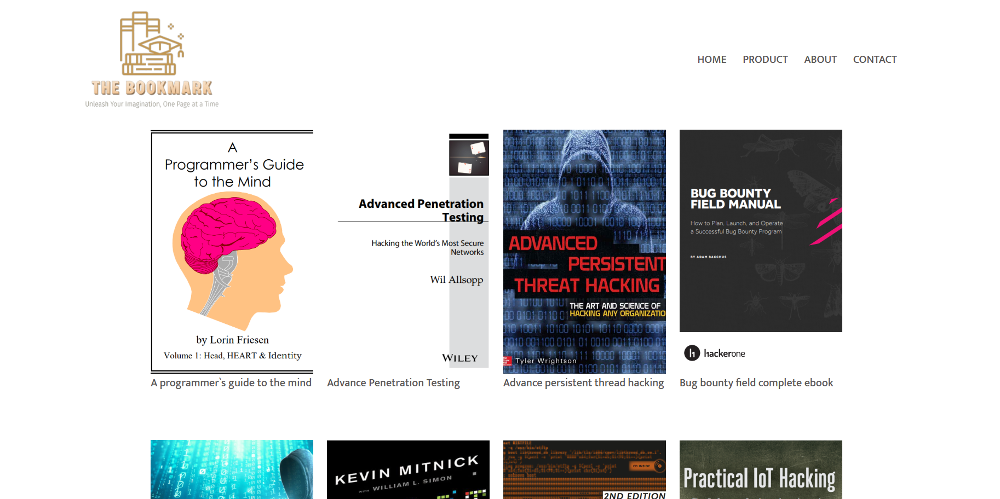 THE BOOKMARK
Unleash Your Imagination, One Page at a Time
HOME PRODUCT ABOUT CONTACT
A
Programmer's Guide
to the Mind
by Lorin Friesen
Volume 1: Head, HEART & Identity
A programmer`s guide to the mind
Advanced Penetration
Testing
Hacking the World's Most Secure
Networks
Wil Allsopp
WILEY
Advance Penetration Testing
ADVANCED
PERSISTENT
THREAT HACKING
THE ART AND SCIENCE OF
HACKING ANY ORGANIZATIO
Tyler Wrightson
Advance persistent thread hacking
BUG BOUNTY
FIELD MANUAL
How to Plan, Launch, and Operate
a Successful Bug Bounty Program
BY ADAM BACCHUS
h1 hackerone
Bug bounty field complete ebook
KEVIN MITNICK
WITH WILLIAM L. SIMON
CD INSIDE
2ND EDITION
Practical IoT Hacking